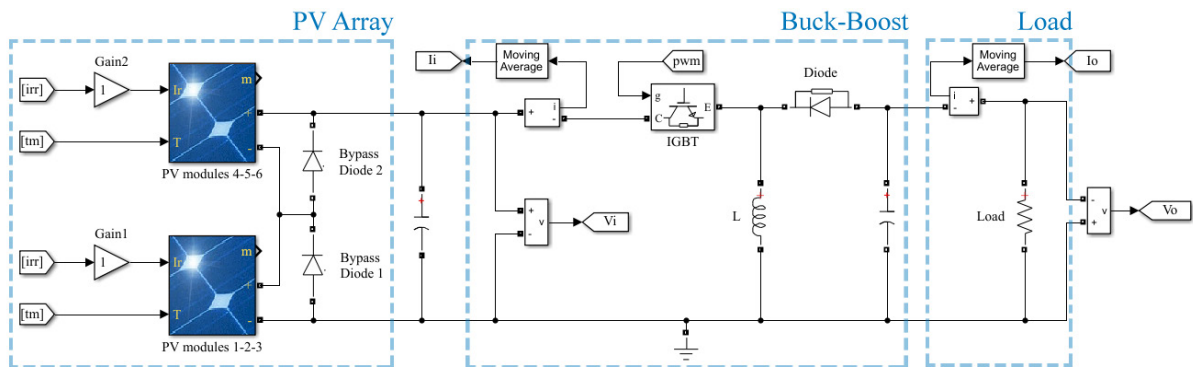 PV Array
Buck-Boost
Load
Gain2
[irr]
1
Ir
m
+
[tm]
T
-
PV modules 4-5-6
Bypass
Diode 2
Gain1
[irr]
1
Ir
m
+
[tm]
T
-
PV modules 1-2-3
Bypass
Diode 1
+
Ii
Moving
Average
+
i
-
pwm
g
C
E
IGBT
Diode
+
-
v
Vi
L
+
+
Moving
Average
Io
i
-
+
Load
+
-
+
v
Vo